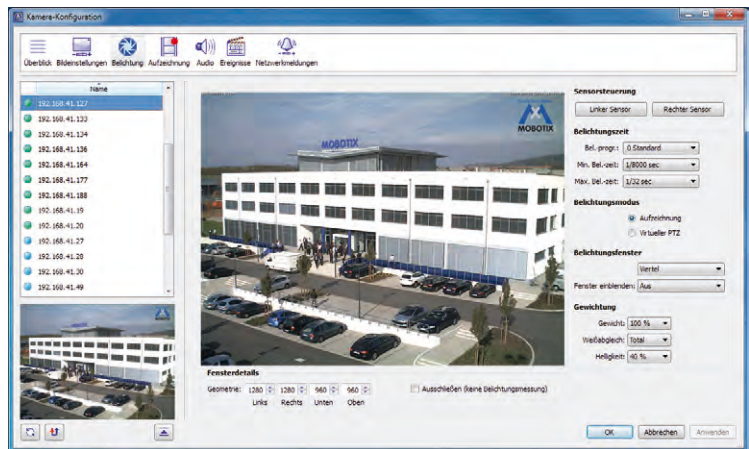 Kamera-Konfiguration
Überblick Bildeinstellungen Belichtung Aufzeichnung Audio Ereignisse Netzwerkmeldungen
Name
192.168.41.127
192.168.41.133
192.168.41.134
192.168.41.136
192.168.41.164
192.168.41.177
192.168.41.188
192.168.41.19
192.168.41.20
192.168.41.27
192.168.41.28
192.168.41.30
192.168.41.49
MOBOTIX
MOBOTIX
Sensorsteuerung
Linker Sensor Rechter Sensor
Belichtungszeit
Bel.-progr.: 0 Standard
Min. Bel.-zeit: 1/8000 sec
Max. Bel.-zeit: 1/32 sec
Belichtungsmodus
Aufzeichnung
Virtueller PTZ
Belichtungsfenster
Viertel
Fenster einblenden: Aus
Gewichtung
Gewicht: 100 %
Weißabgleich: Total
Helligkeit: 40 %
Fensterdetails
Geometrie: 1280 1280 960 960
Links Rechts Unten Oben
Ausschließen (keine Belichtungsmessung)
OK Abbrechen Anwenden